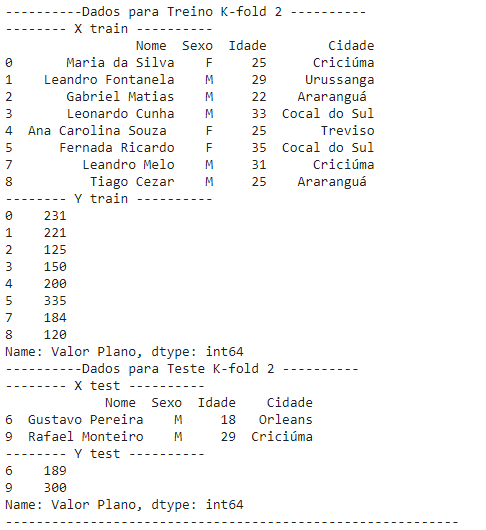 ----------Dados para Treino K-fold 2 ----------
-------- X train ----------
Nome Sexo Idade Cidade
0 Maria da Silva F 25 Criciúma
1 Leandro Fontanela M 29 Urussanga
2 Gabriel Matias M 22 Araranguá
3 Leonardo Cunha M 33 Cocal do Sul
4 Ana Carolina Souza F 25 Treviso
5 Fernada Ricardo F 35 Cocal do Sul
7 Leandro Melo M 31 Criciúma
8 Tiago Cezar M 25 Araranguá
-------- Y train ----------
0 231
1 221
2 125
3 150
4 200
5 335
7 184
8 120
Name: Valor Plano, dtype: int64
----------Dados para Teste K-fold 2 ----------
-------- X test ----------
Nome Sexo Idade Cidade
6 Gustavo Pereira M 18 Orleans
9 Rafael Monteiro M 29 Criciúma
-------- Y test ----------
6 189
9 300
Name: Valor Plano, dtype: int64
-----------------------------------------------------------